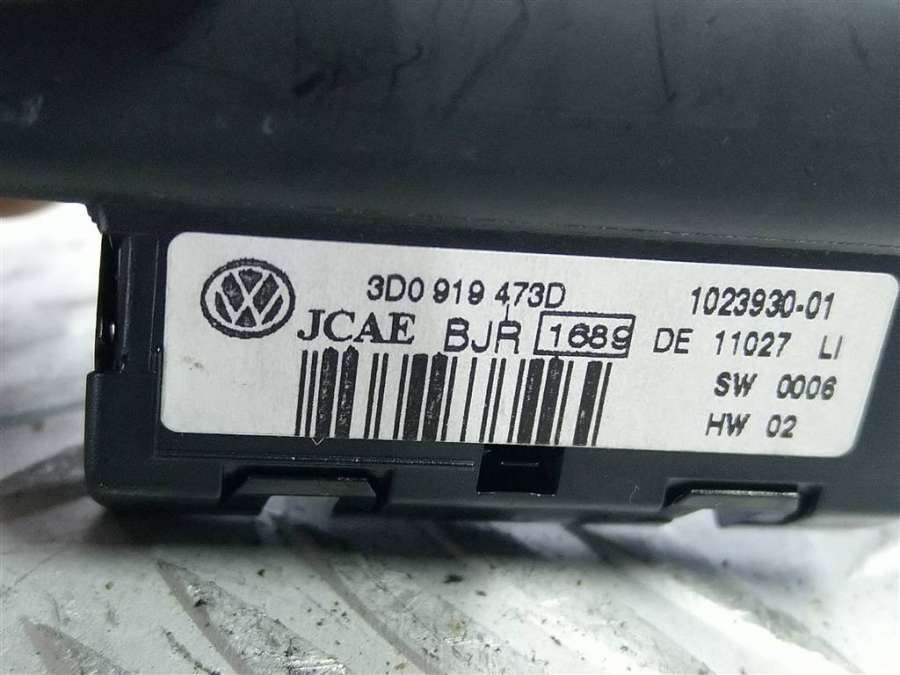 3D0 919 473D 1023930-01
JCAE BJR 1689 DE 11027 LI
SW 0006
HW 02